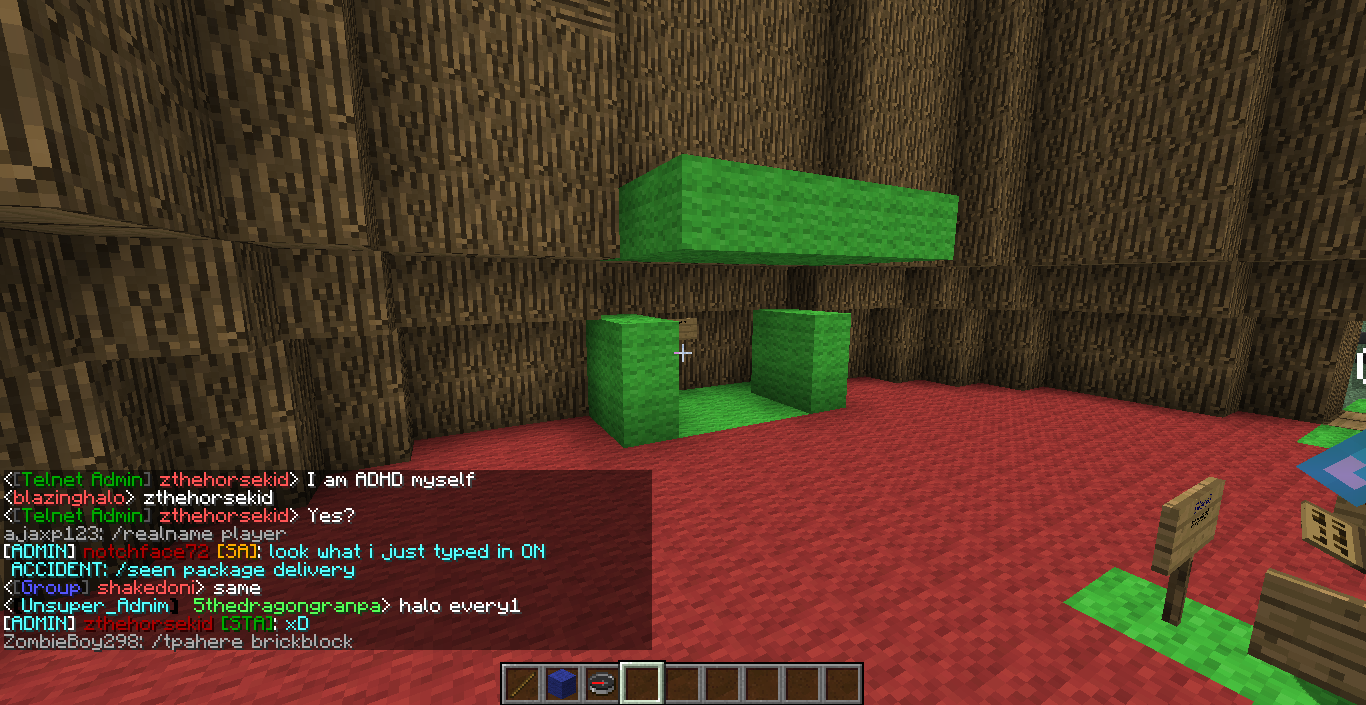 <[Telnet Admin] zthehorsekid> I am ADHD myself
<blazinghalo> zthehorsekid
<[Telnet Admin] zthehorsekid> Yes?
ajaxp123: /realname player
[ADMIN] notchface72 [SA]: look what i just typed in ON
ACCIDENT: /seen package delivery
<[Group] shakedoni> same
<[Unsuper_Adnim] 5thedragongranpa> halo every1
[ADMIN] zthehorsekid [STA]: xD
ZombieBoy298: /tpahere brickblock